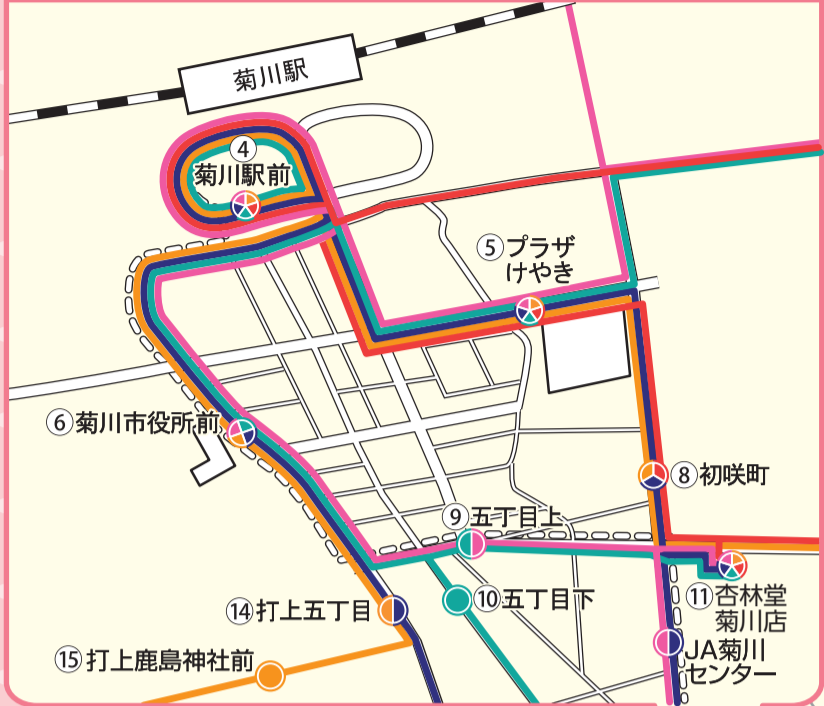 菊川駅
④
菊川駅前
⑤プラザ
けやき
⑥菊川市役所前
⑧初咲町
⑨五丁目上
⑩五丁目下
⑪杏林堂
菊川店
⑭打上五丁目
JA菊川
センター
⑮打上鹿島神社前